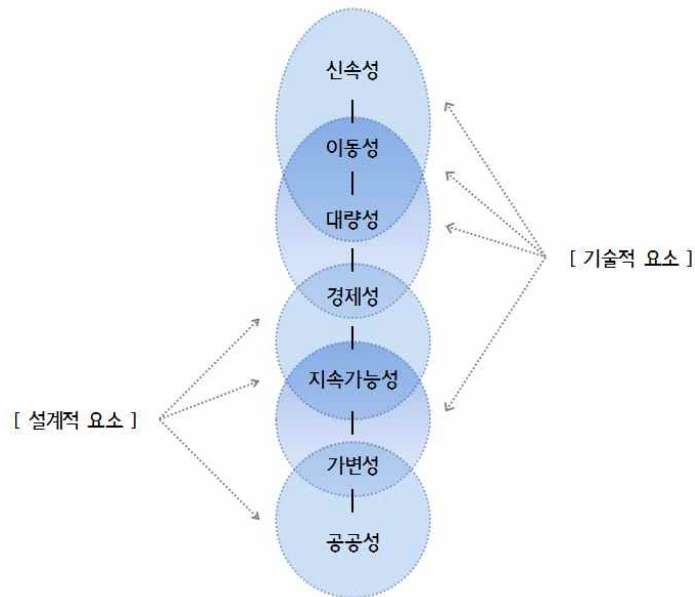 신속성
이동성
대량성
[ 기술적 요소 ]
경제성
지속가능성
[ 설계적 요소 ]
가변성
공공성